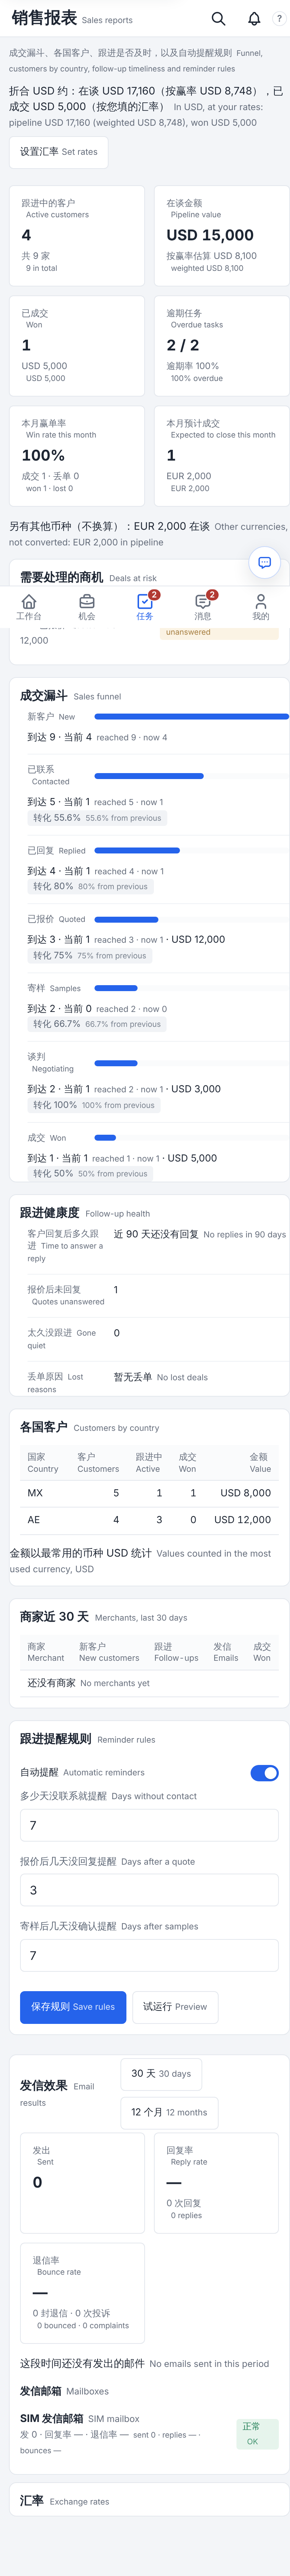 销售报表 Sales reports
?
成交漏斗、各国客户、跟进是否及时，以及自动提醒规则 Funnel,
customers by country, follow-up timeliness and reminder rules
折合 USD 约：在谈 USD 17,160（按赢率 USD 8,748），已
成交 USD 5,000（按您填的汇率） In USD, at your rates:
pipeline USD 17,160 (weighted USD 8,748), won USD 5,000
设置汇率 Set rates
跟进中的客户
Active customers
4
共 9 家
9 in total
在谈金额
Pipeline value
USD 15,000
按赢率估算 USD 8,100
weighted USD 8,100
已成交
Won
1
USD 5,000
USD 5,000
逾期任务
Overdue tasks
2 / 2
逾期率 100%
100% overdue
本月赢单率
Win rate this month
100%
成交 1 · 丢单 0
won 1 · lost 0
本月预计成交
Expected to close this month
1
EUR 2,000
EUR 2,000
另有其他币种（不换算）：EUR 2,000 在谈 Other currencies,
not converted: EUR 2,000 in pipeline
需要处理的商机 Deals at risk
工作台
机会
任务
2
消息
2
我的
12,000
unanswered
成交漏斗 Sales funnel
新客户 New
到达 9 · 当前 4 reached 9 · now 4
已联系
Contacted
到达 5 · 当前 1 reached 5 · now 1
转化 55.6% 55.6% from previous
已回复 Replied
到达 4 · 当前 1 reached 4 · now 1
转化 80% 80% from previous
已报价 Quoted
到达 3 · 当前 1 reached 3 · now 1 · USD 12,000
转化 75% 75% from previous
寄样 Samples
到达 2 · 当前 0 reached 2 · now 0
转化 66.7% 66.7% from previous
谈判
Negotiating
到达 2 · 当前 1 reached 2 · now 1 · USD 3,000
转化 100% 100% from previous
成交 Won
到达 1 · 当前 1 reached 1 · now 1 · USD 5,000
转化 50% 50% from previous
跟进健康度 Follow-up health
客户回复后多久跟
进 Time to answer a
reply
近 90 天还没有回复 No replies in 90 days
报价后未回复
Quotes unanswered
1
太久没跟进 Gone
quiet
0
丢单原因 Lost
reasons
暂无丢单 No lost deals
各国客户 Customers by country
国家 客户 跟进中 成交 金额
Country Customers Active Won Value
MX 5 1 1 USD 8,000
AE 4 3 0 USD 12,000
金额以最常用的币种 USD 统计 Values counted in the most
used currency, USD
商家近 30 天 Merchants, last 30 days
商家 新客户 跟进 发信 成交
Merchant New customers Follow-ups Emails Won
还没有商家 No merchants yet
跟进提醒规则 Reminder rules
自动提醒 Automatic reminders
多少天没联系就提醒 Days without contact
7
报价后几天没回复提醒 Days after a quote
3
寄样后几天没确认提醒 Days after samples
7
保存规则 Save rules
试运行 Preview
发信效果 Email
results
30 天 30 days
12 个月 12 months
发出
Sent
0
回复率
Reply rate
—
0 次回复
0 replies
退信率
Bounce rate
—
0 封退信 · 0 次投诉
0 bounced · 0 complaints
这段时间还没有发出的邮件 No emails sent in this period
发信邮箱 Mailboxes
SIM 发信邮箱 SIM mailbox
发 0 · 回复率 — · 退信率 — sent 0 · replies — ·
bounces —
正常
OK
汇率 Exchange rates